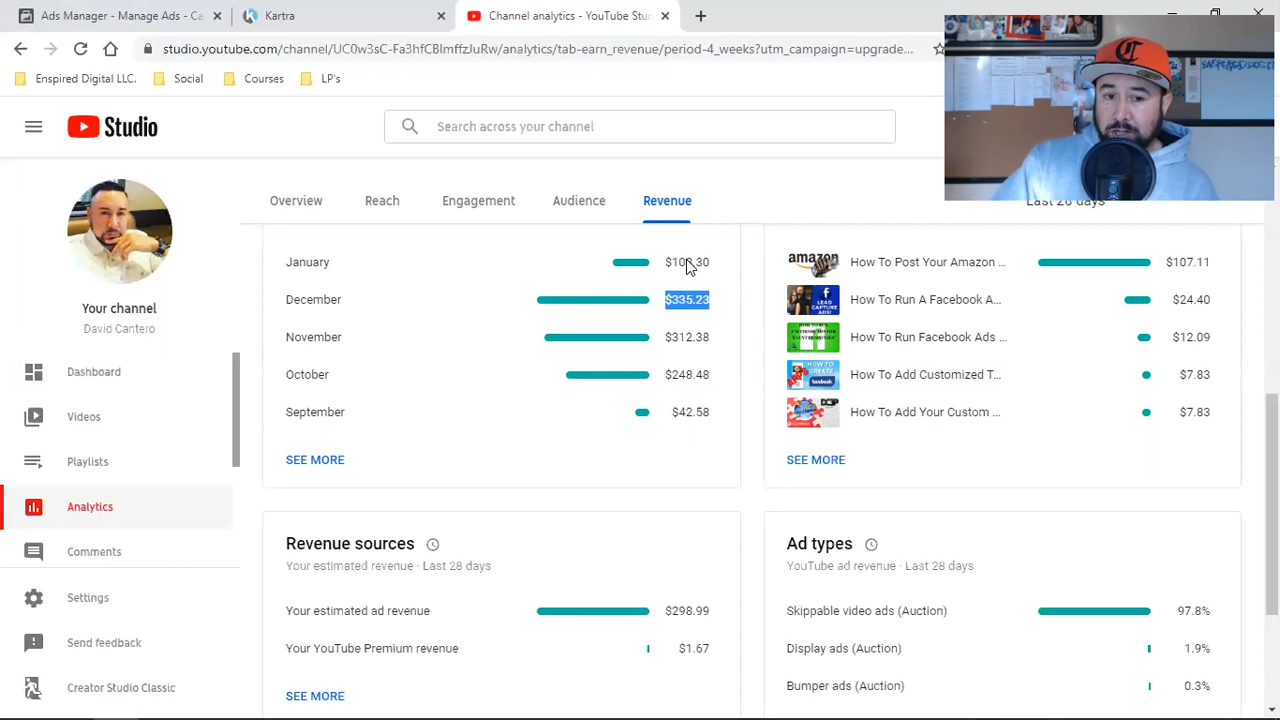 Ads Manager - Manage Ads - Ca
Kartra
Channel analytics - YouTube Stu
studio.youtube.com/channel/UC0w3sC-Fa3hfCBlmffzJuRw/analytics/tab-earn_revenue/period-4_weeks?utm_campaign=upgrade...
Enspired Digital LLC.
Social
Courses
LP's
Studio
Search across your channel
Overview
Reach
Engagement
Audience
Revenue
Last 28 days
Your channel
David Cantero
Dashboard
Videos
Playlists
Analytics
Comments
Settings
Send feedback
Creator Studio Classic
January
December $335.23
November $312.38
October $248.48
September $42.58
SEE MORE
amazon How To Post Your Amazon ... $107.11
LEAD CAPTURE ADS! How To Run A Facebook A... $24.40
How To Run Facebook Ads ... $12.09
How To Add Customized T... $7.83
How To Add Your Custom ... $7.83
SEE MORE
Revenue sources
Your estimated revenue · Last 28 days
Your estimated ad revenue $298.99
Your YouTube Premium revenue $1.67
SEE MORE
Ad types
YouTube ad revenue · Last 28 days
Skippable video ads (Auction) 97.8%
Display ads (Auction) 1.9%
Bumper ads (Auction) 0.3%